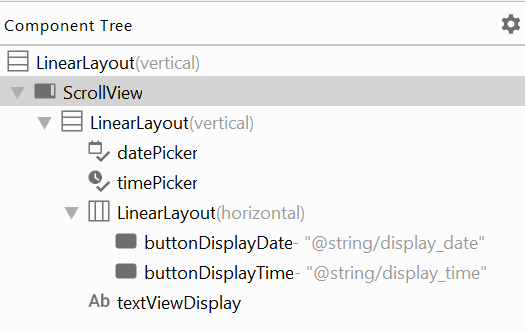 Component Tree
LinearLayout(vertical)
ScrollView
LinearLayout(vertical)
datePicker
timePicker
LinearLayout(horizontal)
buttonDisplayDate- "@string/display_date"
buttonDisplayTime- "@string/display_time"
Ab textViewDisplay